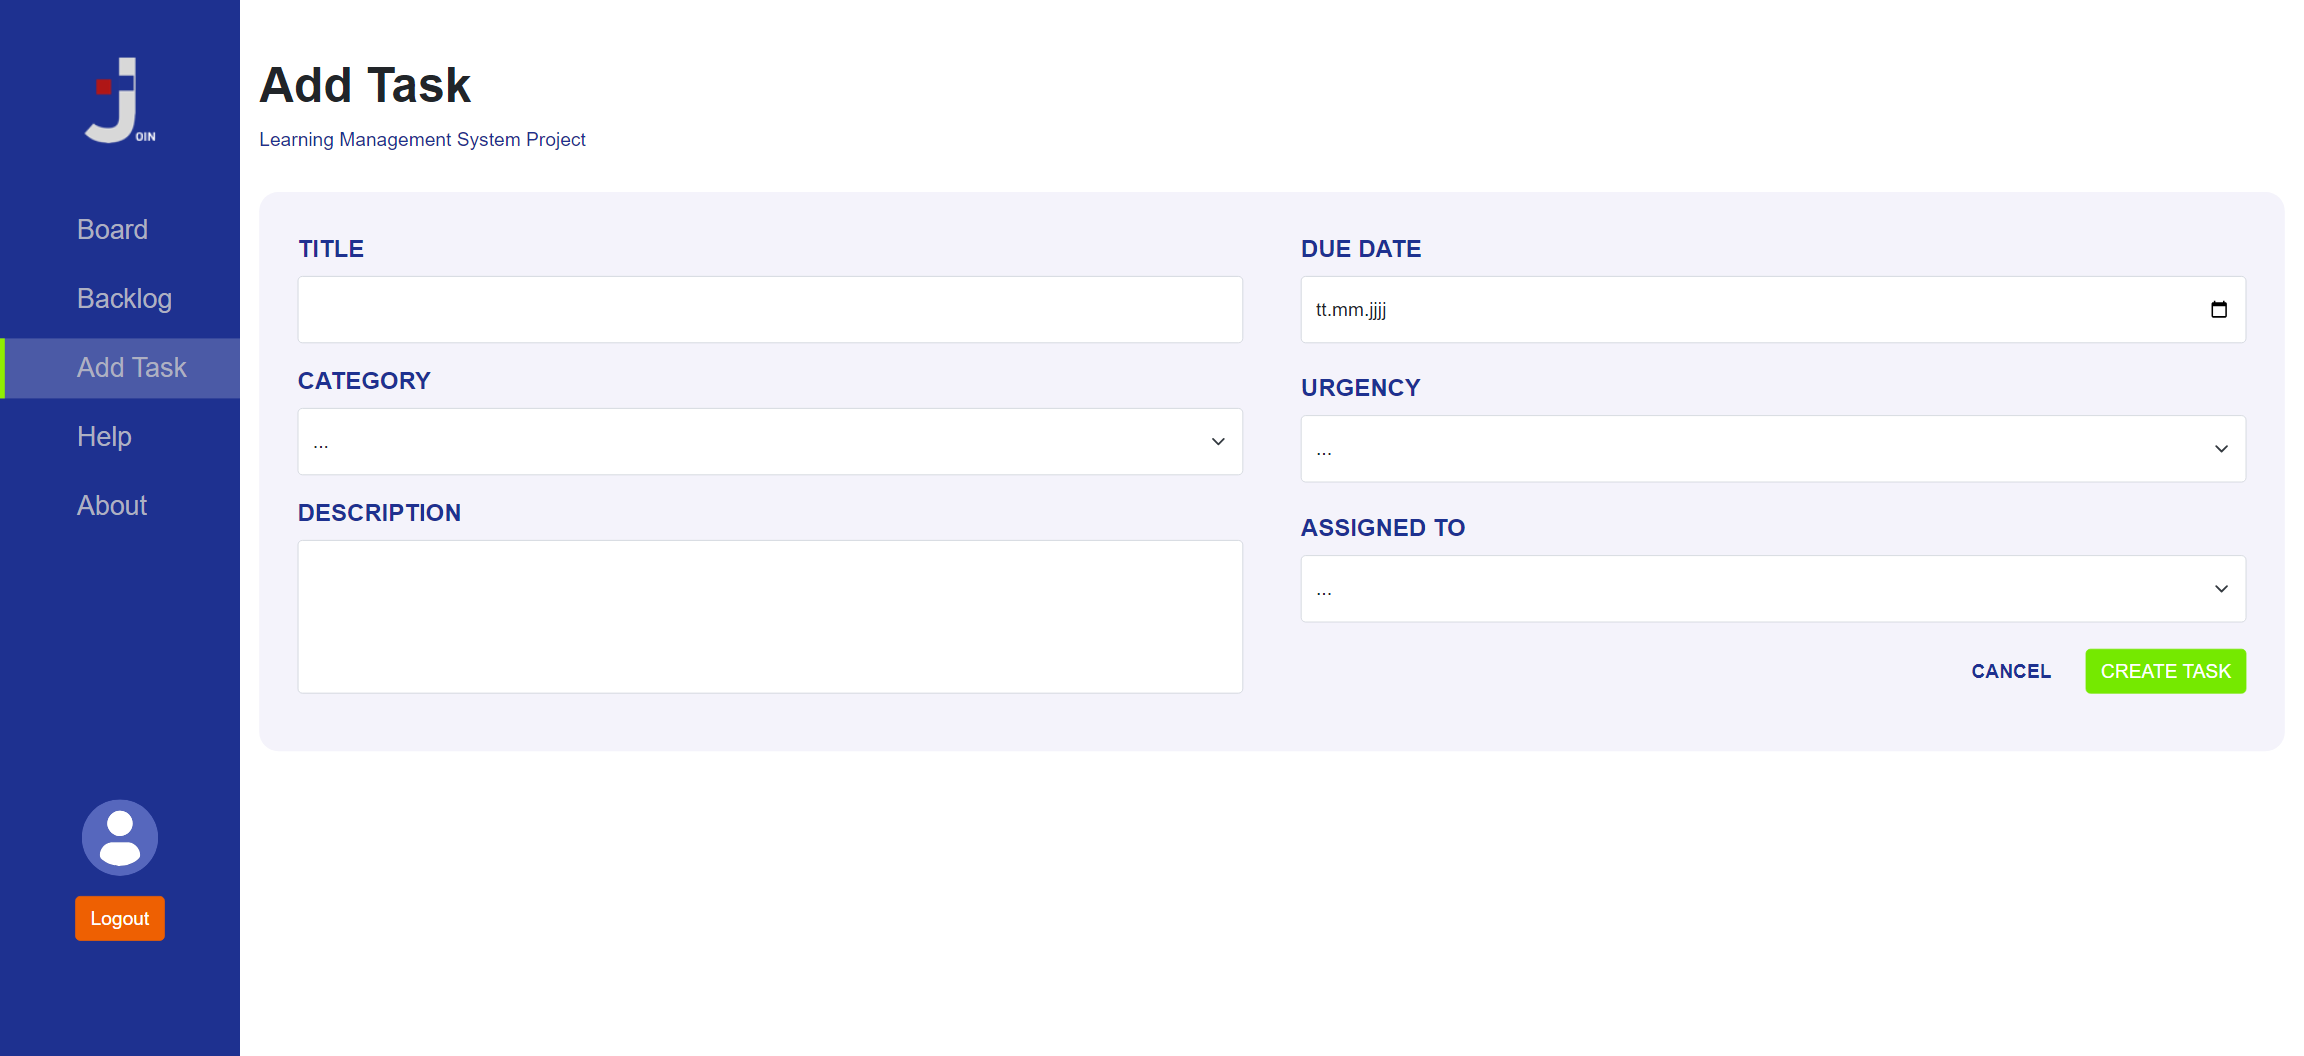 OIN
Board
Backlog
Add Task
Help
About
Logout
Add Task
Learning Management System Project
TITLE
CATEGORY
...
DESCRIPTION
DUE DATE
tt.mm.jjjj
URGENCY
...
ASSIGNED TO
...
CANCEL
CREATE TASK